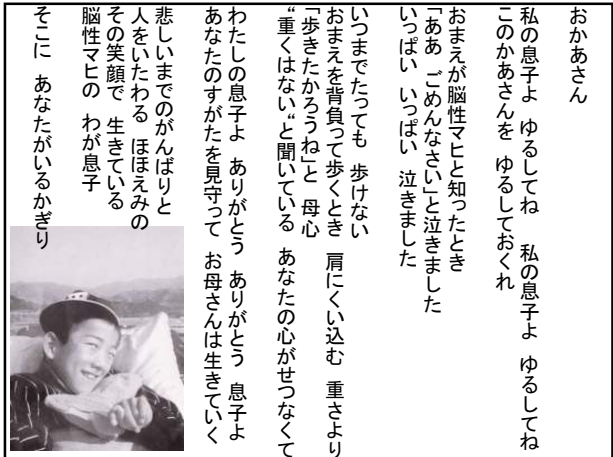 おかあさん
私の息子よ ゆるしてね 私の息子よ ゆるしてね
このかあさんを ゆるしておくれ
おまえが脳性マヒと知ったとき
「ああ ごめんなさい」と泣きました
いっぱい いっぱい 泣きました
いつまでたっても 歩けない
おまえを背負って歩くとき 肩にくい込む 重さより
「歩きたかろうね」と 母心
“重くはない“と聞いている あなたの心がせつなくて
わたしの息子よ ありがとう ありがとう 息子よ
あなたのすがたを見守って お母さんは生きていく
悲しいまでのがんばりと
人をいたわる ほほえみの
その笑顔で 生きている
脳性マヒの わが息子
そこに あなたがいるかぎり